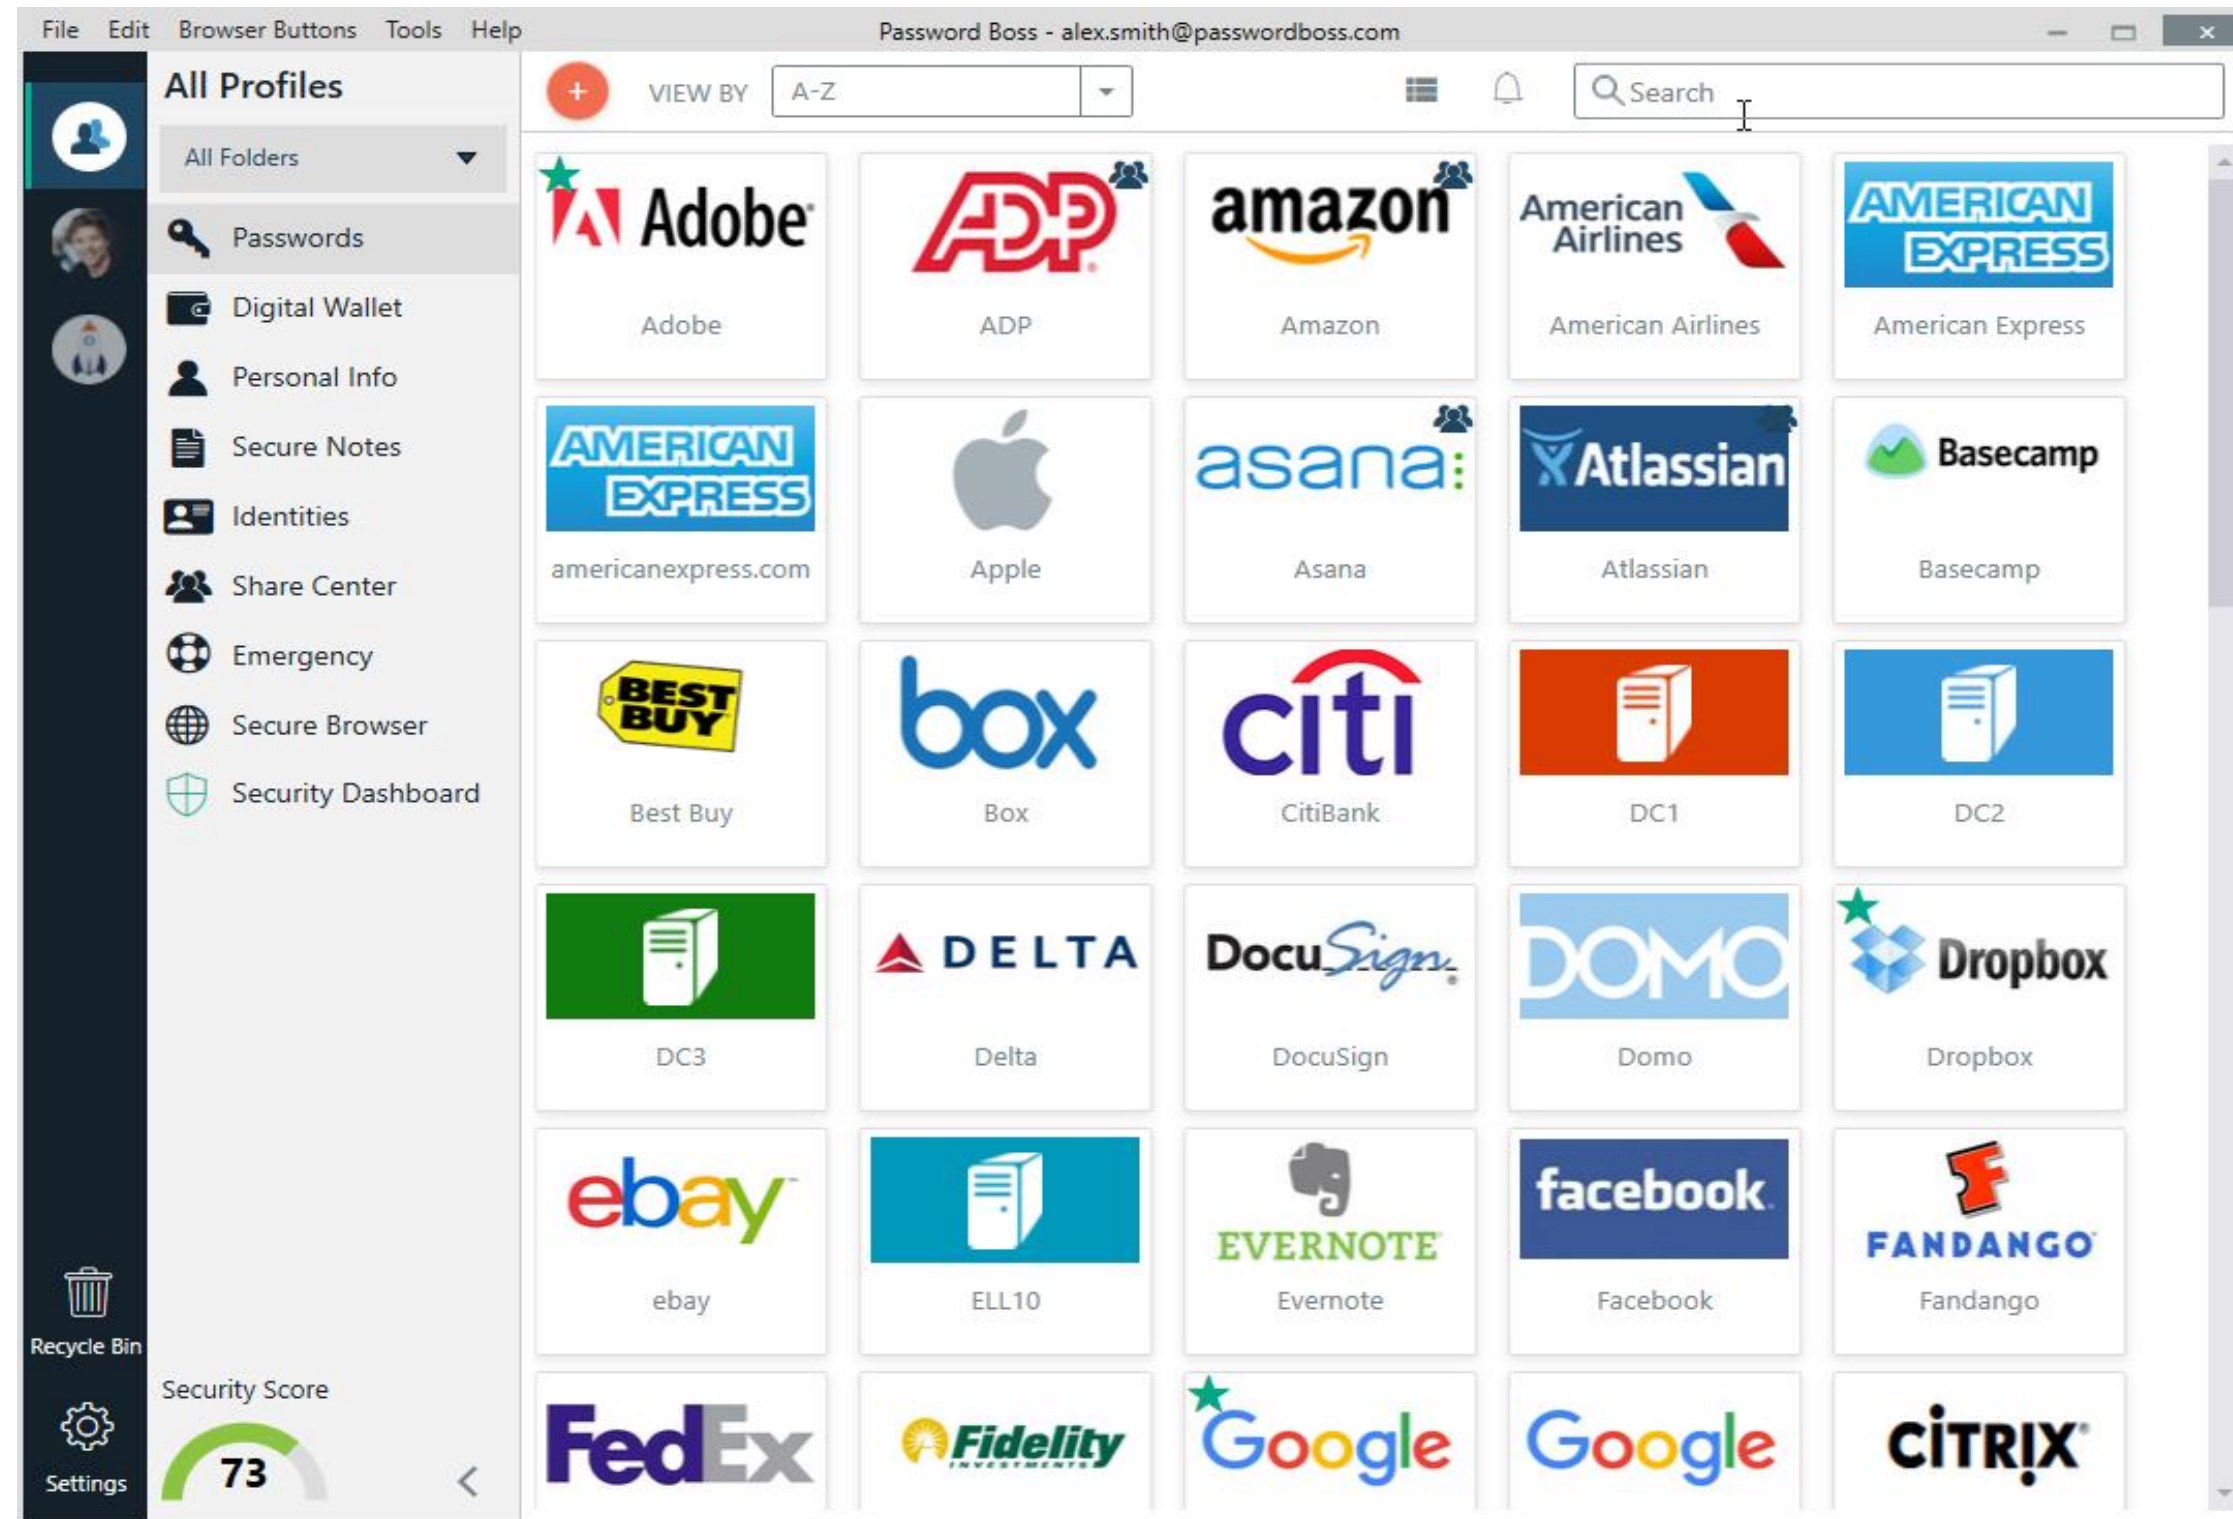 File Edit Browser Buttons Tools Help
Password Boss - alex.smith@passwordboss.com
All Profiles
All Folders
Passwords
Digital Wallet
Personal Info
Secure Notes
Identities
Share Center
Emergency
Secure Browser
Security Dashboard
Recycle Bin
Settings
Security Score
73
+ VIEW BY A-Z Search
Adobe
ADP
amazon
American
Airlines
AMERICAN
EXPRESS
Adobe ADP Amazon American Airlines American Express
AMERICAN
EXPRESS
asana
Atlassian
Basecamp
americanexpress.com Apple Asana Atlassian Basecamp
BEST
BUY
box
citi
Best Buy Box CitiBank DC1 DC2
DELTA
DocuSign
DOMO
Dropbox
DC3 Delta DocuSign Domo Dropbox
ebay
EVERNOTE
facebook
FANDANGO
ebay ELL10 Evernote Facebook Fandango
FedEx
Fidelity
INVESTMENTS
Google
Google
CiTRIX